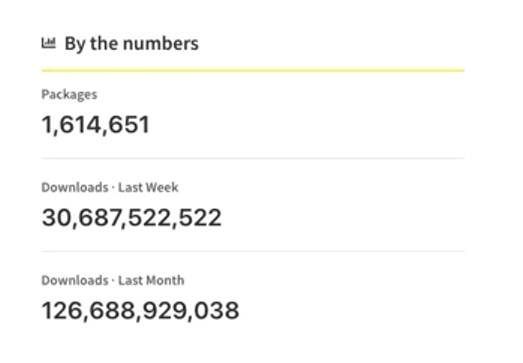 By the numbers
Packages
1,614,651
Downloads · Last Week
30,687,522,522
Downloads · Last Month
126,688,929,038